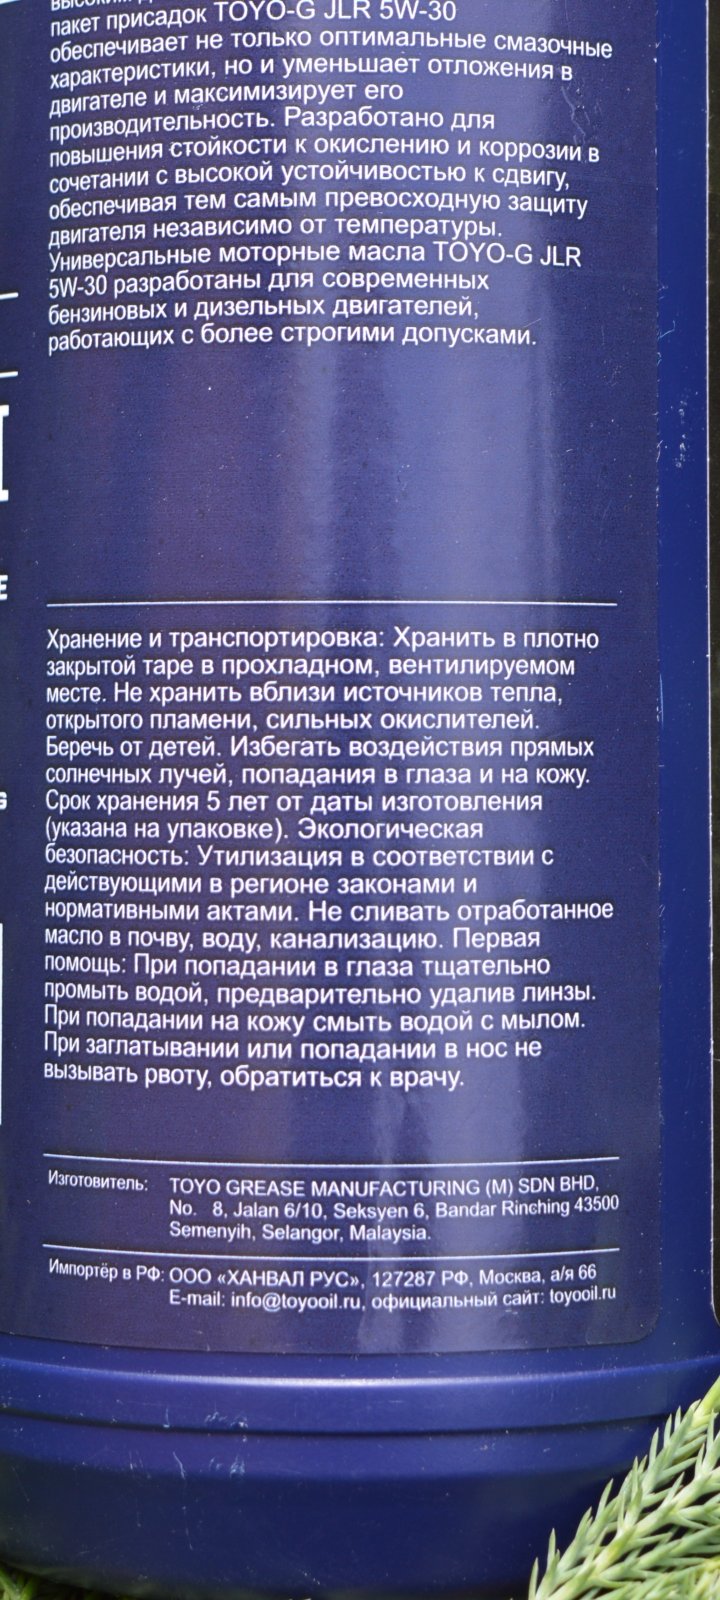 пакет присадок TOYO-G JLR 5W-30
обеспечивает не только оптимальные смазочные
характеристики, но и уменьшает отложения в
двигателе и максимизирует его
производительность. Разработано для
повышения стойкости к окислению и коррозии в
сочетании с высокой устойчивостью к сдвигу,
обеспечивая тем самым превосходную защиту
двигателя независимо от температуры.
Универсальные моторные масла TOYO-G JLR
5W-30 разработаны для современных
бензиновых и дизельных двигателей,
работающих с более строгими допусками.
Хранение и транспортировка: Хранить в плотно
закрытой таре в прохладном, вентилируемом
месте. Не хранить вблизи источников тепла,
открытого пламени, сильных окислителей.
Беречь от детей. Избегать воздействия прямых
солнечных лучей, попадания в глаза и на кожу.
Срок хранения 5 лет от даты изготовления
(указана на упаковке). Экологическая
безопасность: Утилизация в соответствии с
действующими в регионе законами и
нормативными актами. Не сливать отработанное
масло в почву, воду, канализацию. Первая
помощь: При попадании в глаза тщательно
промыть водой, предварительно удалив линзы.
При попадании на кожу смыть водой с мылом.
При заглатывании или попадании в нос не
вызывать рвоту, обратиться к врачу.
Изготовитель: TOYO GREASE MANUFACTURING (M) SDN BHD,
No. 8, Jalan 6/10, Seksyen 6, Bandar Rinching 43500
Semenyih, Selangor, Malaysia.
Импортёр в РФ: ООО «ХАНВАЛ РУС», 127287 РФ, Москва, а/я 66
E-mail: info@toyooil.ru, официальный сайт: toyooil.ru